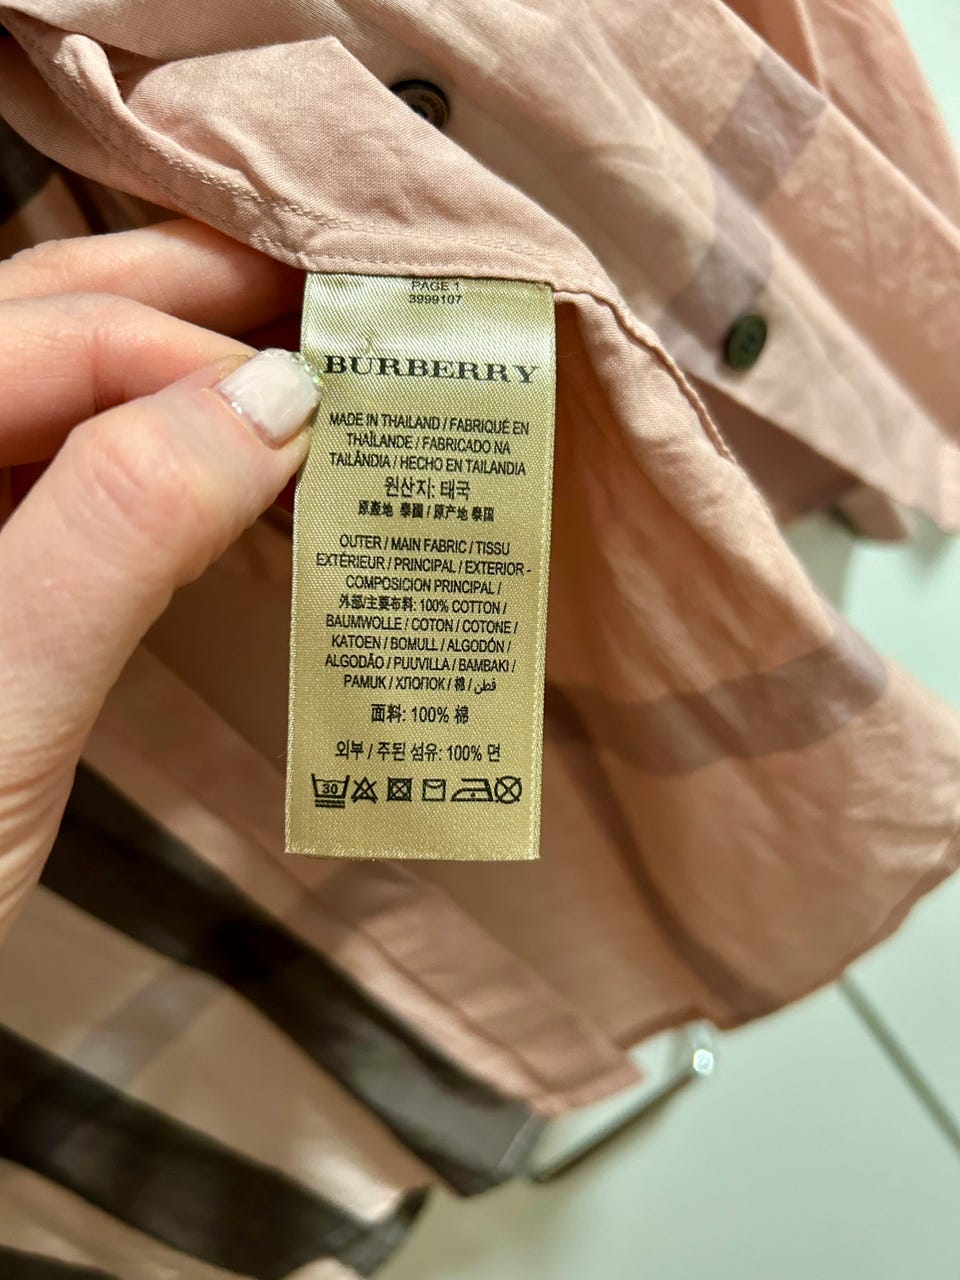 PAGE 1
3999107
BURBERRY
MADE IN THAILAND / FABRIQUÉ EN
THAÏLANDE / FABRICADO NA
TAILÂNDIA / HECHO EN TAILANDIA
원산지: 태국
原產地 泰國 / 原产地 泰国
OUTER / MAIN FABRIC / TISSU
EXTÉRIEUR / PRINCIPAL / EXTERIOR -
COMPOSICION PRINCIPAL /
外部/主要布料: 100% COTTON /
BAUMWOLLE / COTON / COTONE /
KATOEN / BOMULL / ALGODÓN /
ALGODÃO / PUUVILLA / BAMBAKI /
PAMUK / ХЛОПОК / 棉 / قطن
面料: 100% 棉
외부 / 주된 섬유: 100% 면
30